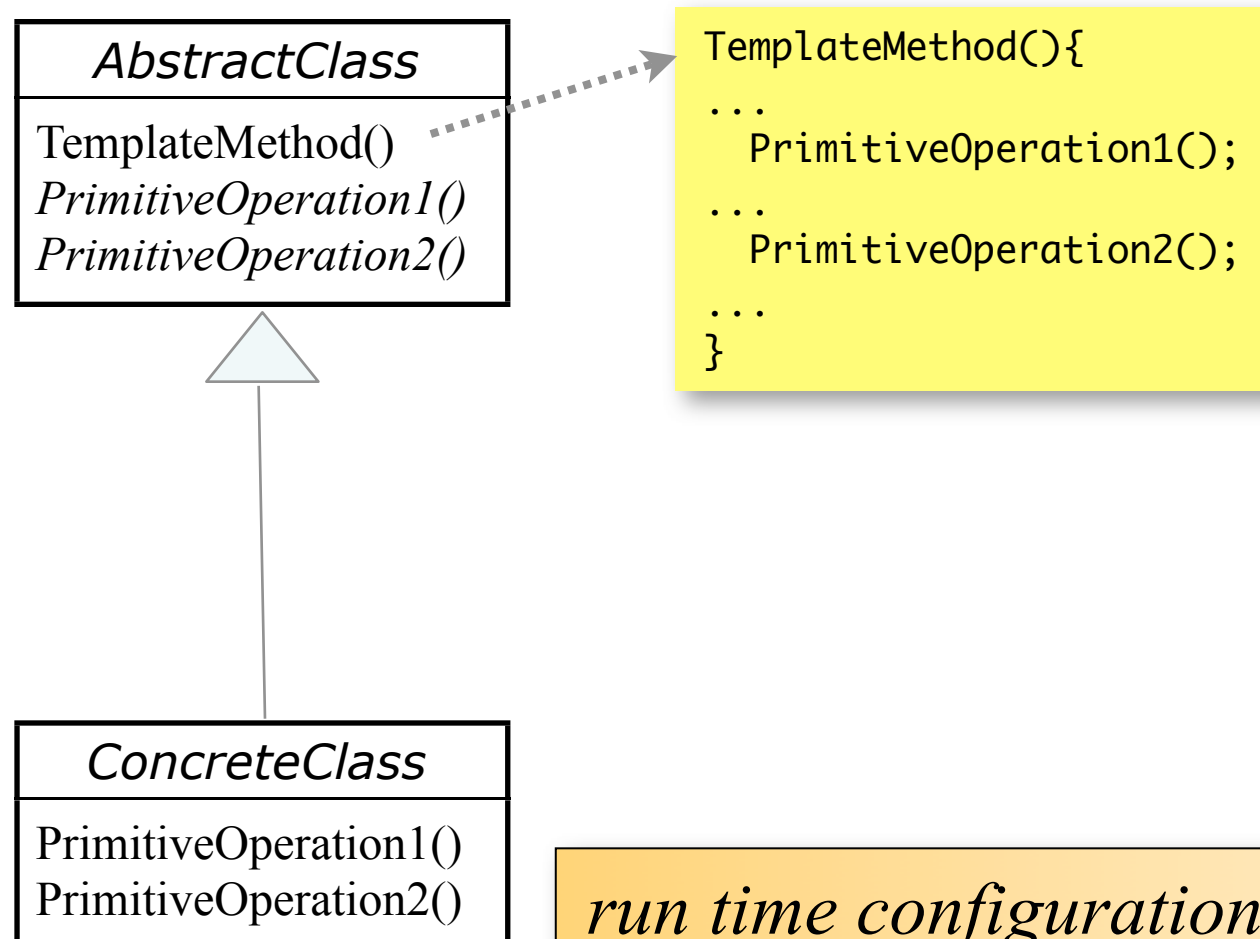 AbstractClass
TemplateMethod()
PrimitiveOperation1()
PrimitiveOperation2()
TemplateMethod(){
...
PrimitiveOperation1();
...
PrimitiveOperation2();
...
}
ConcreteClass
PrimitiveOperation1()
PrimitiveOperation2()
run time configuration